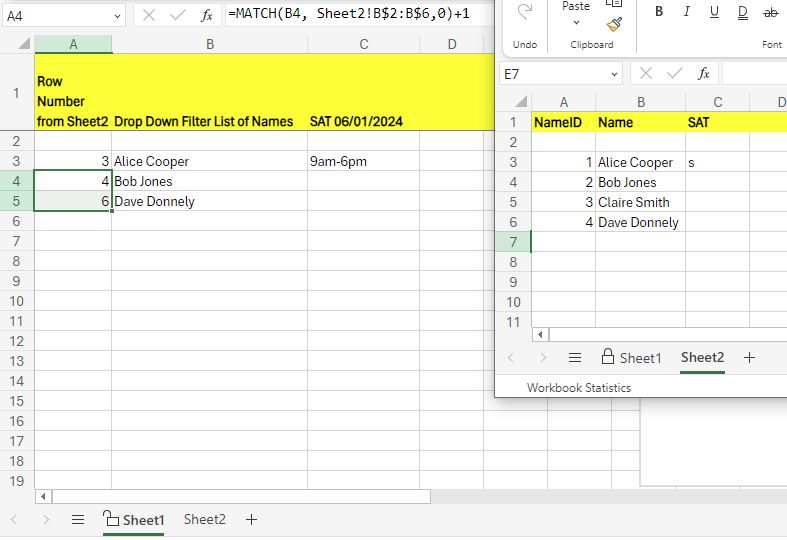 A4
=MATCH(B4, Sheet2!B$2:B$6,0)+1
fx
A
B
C
D
1
Row
Number
from Sheet2 Drop Down Filter List of Names SAT 06/01/2024
2
3 3 Alice Cooper 9am-6pm
4 4 Bob Jones
5 6 Dave Donnely
6
7
8
9
10
11
12
13
14
15
16
17
18
19
Sheet1 Sheet2 +
Paste
B I U D ab
Undo Clipboard Font
E7
fx
A B C D
1 NameID Name SAT
2
3 1 Alice Cooper s
4 2 Bob Jones
5 3 Claire Smith
6 4 Dave Donnely
7
8
9
10
11
Sheet1 Sheet2 +
Workbook Statistics